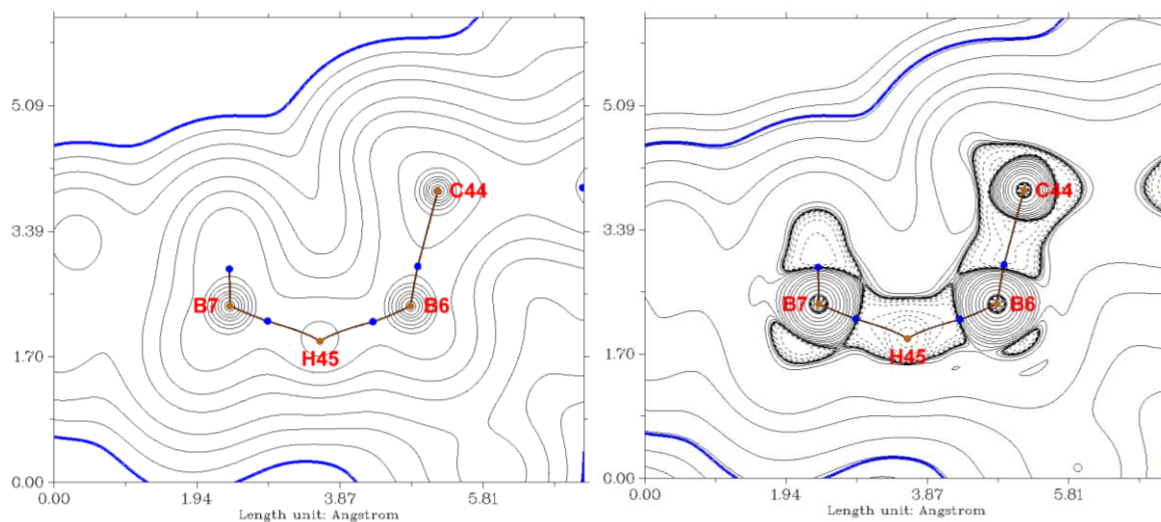 5.09
3.39
1.70
0.00
C44
B7
B6
H45
0.00
1.94
3.87
5.81
Length unit: Angstrom
5.09
3.39
1.70
0.00
C44
B7
B6
H45
0.00
1.94
3.87
5.81
Length unit: Angstrom